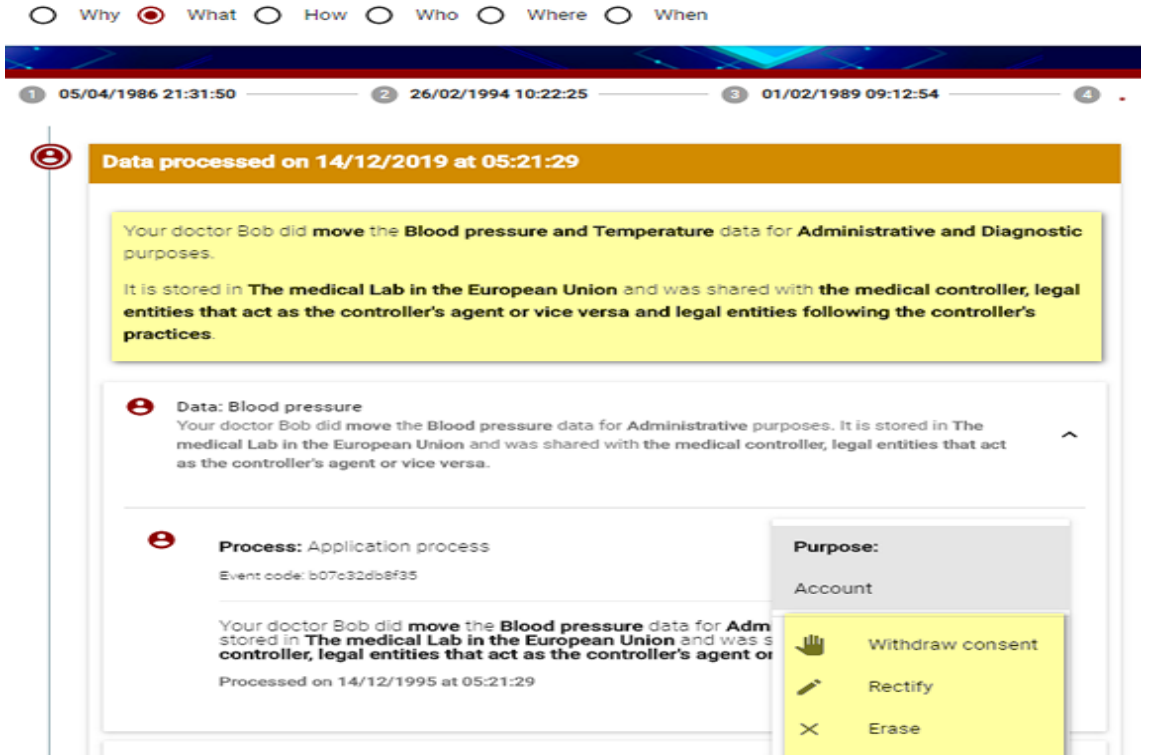 Why What How Who Where When
1 05/04/1986 21:31:50 2 26/02/1994 10:22:25 3 01/02/1989 09:12:54 4
Data processed on 14/12/2019 at 05:21:29
Your doctor Bob did move the Blood pressure and Temperature data for Administrative and Diagnostic
purposes.
It is stored in The medical Lab in the European Union and was shared with the medical controller, legal
entities that act as the controller's agent or vice versa and legal entities following the controller's
practices.
Data: Blood pressure
Your doctor Bob did move the Blood pressure data for Administrative purposes. It is stored in The
medical Lab in the European Union and was shared with the medical controller, legal entities that act
as the controller's agent or vice versa.
Process: Application process
Event code: b07c32db8f35
Your doctor Bob did move the Blood pressure data for Adm
stored in The medical Lab in the European Union and was s
controller, legal entities that act as the controller's agent or
Processed on 14/12/1995 at 05:21:29
Purpose:
Account
Withdraw consent
Rectify
Erase